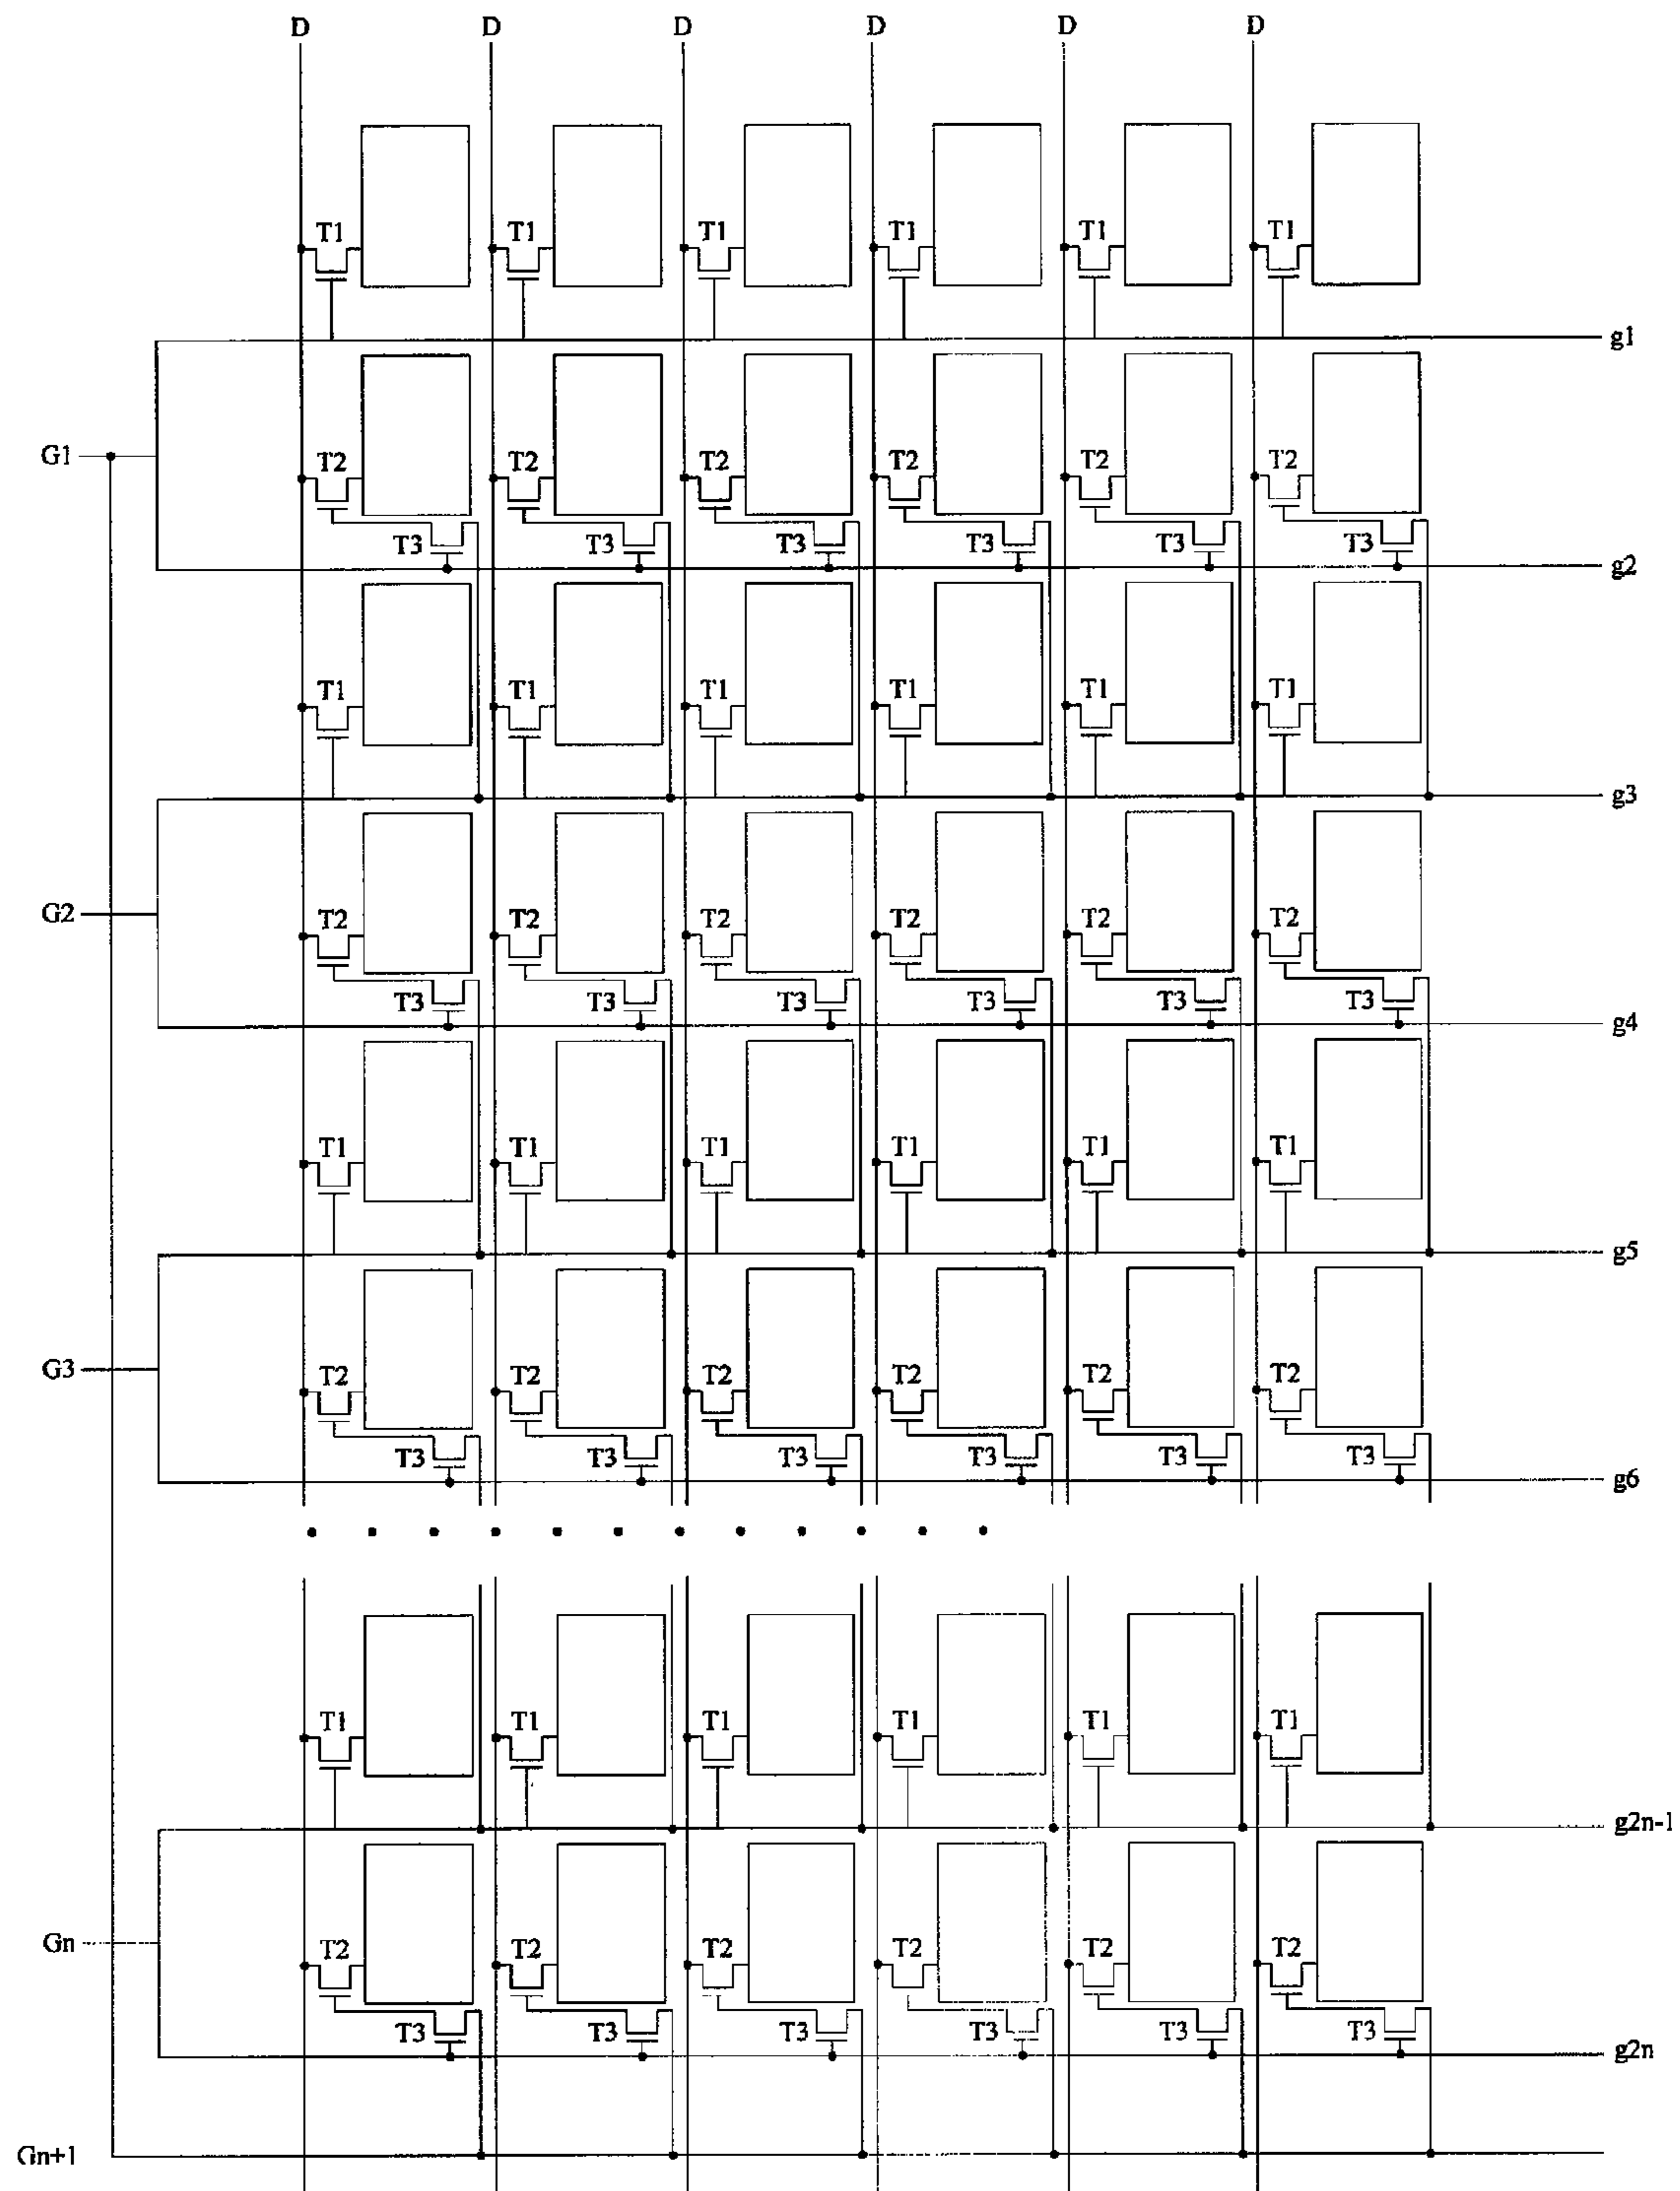 D D D D D D
T1 T1 T1 T1 T1 T1
g1
G1
T2 T2 T2 T2 T2 T2
T3 T3 T3 T3 T3 T3
g2
T1 T1 T1 T1 T1 T1
g3
G2
T2 T2 T2 T2 T2 T2
T3 T3 T3 T3 T3 T3
g4
T1 T1 T1 T1 T1 T1
g5
G3
T2 T2 T2 T2 T2 T2
T3 T3 T3 T3 T3 T3
g6
T1 T1 T1 T1 T1 T1
g2n-1
Gn
T2 T2 T2 T2 T2 T2
T3 T3 T3 T3 T3 T3
g2n
Gn+1